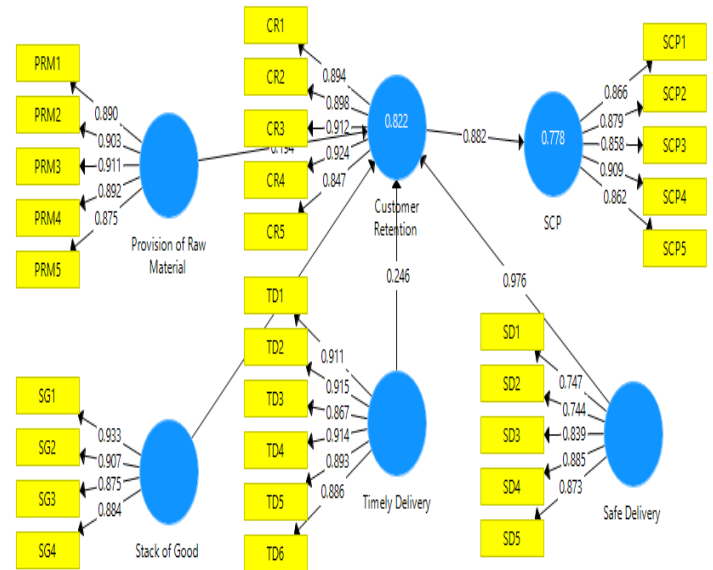 PRM1
PRM2
PRM3
PRM4
PRM5
0.890
0.903
0.911
0.892
0.875
Provision of Raw
Material
CR1
CR2
CR3
CR4
CR5
0.894
0.898
0.912
0.924
0.847
0.822
Customer
Retention
0.882
0.778
SCP
0.866
0.879
0.858
0.909
0.862
SCP1
SCP2
SCP3
SCP4
SCP5
0.246
0.976
SG1
SG2
SG3
SG4
0.933
0.907
0.875
0.884
Stack of Good
TD1
TD2
TD3
TD4
TD5
TD6
0.911
0.915
0.867
0.914
0.893
0.886
Timely Delivery
SD1
SD2
SD3
SD4
SD5
0.747
0.744
0.839
0.885
0.873
Safe Delivery